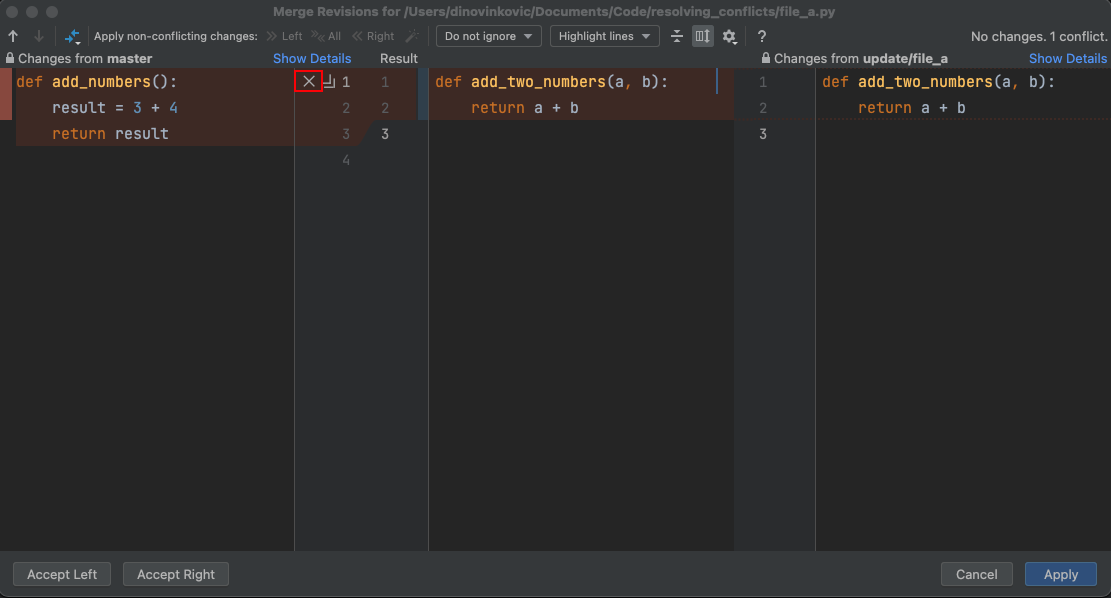 Merge Revisions for /Users/dinovinkovic/Documents/Code/resolving_conflicts/file_a.py
Apply non-conflicting changes: Left All Right Do not ignore Highlight lines ? No changes. 1 conflict.
Changes from master Show Details Result Changes from update/file_a Show Details
def add_numbers(): 1 1 def add_two_numbers(a, b): 1 def add_two_numbers(a, b):
result = 3 + 4 2 2 return a + b 2 return a + b
return result 3 3 3
4
Accept Left Accept Right Cancel Apply